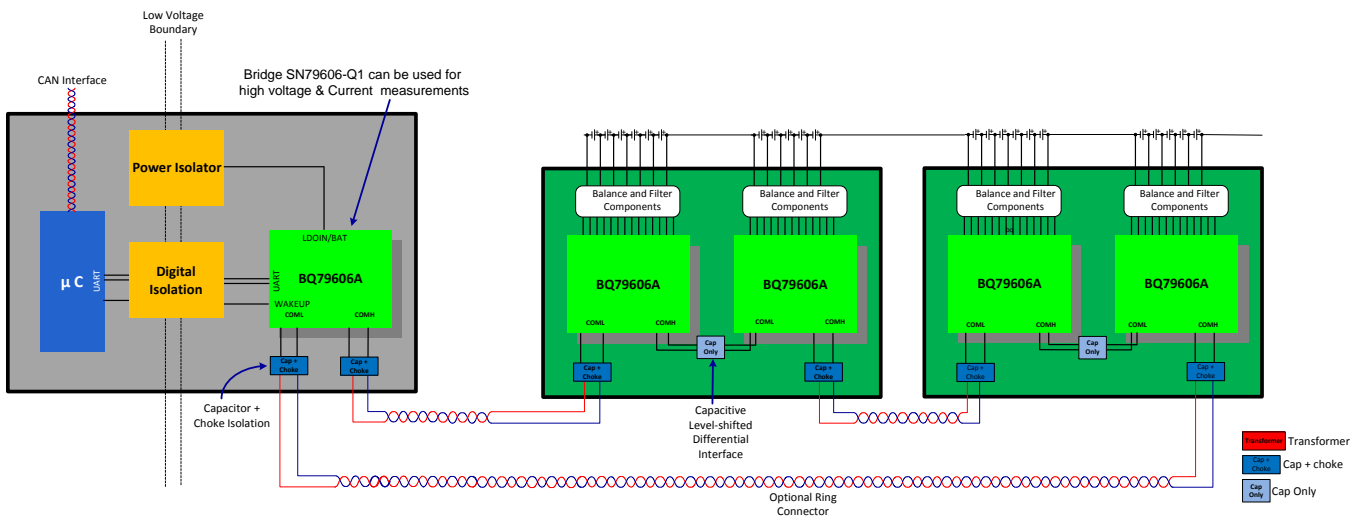 Low Voltage
Boundary
CAN Interface
Bridge SN79606-Q1 can be used for
high voltage & Current measurements
Power Isolator
LDOIN/BAT
µ C
UART
Digital
Isolation
UART
BQ79606A
WAKEUP
COML
COMH
Cap +
Choke
Cap +
Choke
Capacitor +
Choke Isolation
Balance and Filter
Components
BQ79606A
COML
COMH
Cap +
Choke
Cap
Only
Capacitive
Level-shifted
Differential
Interface
Balance and Filter
Components
BQ79606A
COML
COMH
Cap +
Choke
Balance and Filter
Components
BQ79606A
COML
COMH
Cap +
Choke
Cap
Only
Balance and Filter
Components
BQ79606A
COML
COMH
Cap +
Choke
Optional Ring
Connector
Transformer
Transformer
Cap +
Choke
Cap + choke
Cap
Only
Cap Only